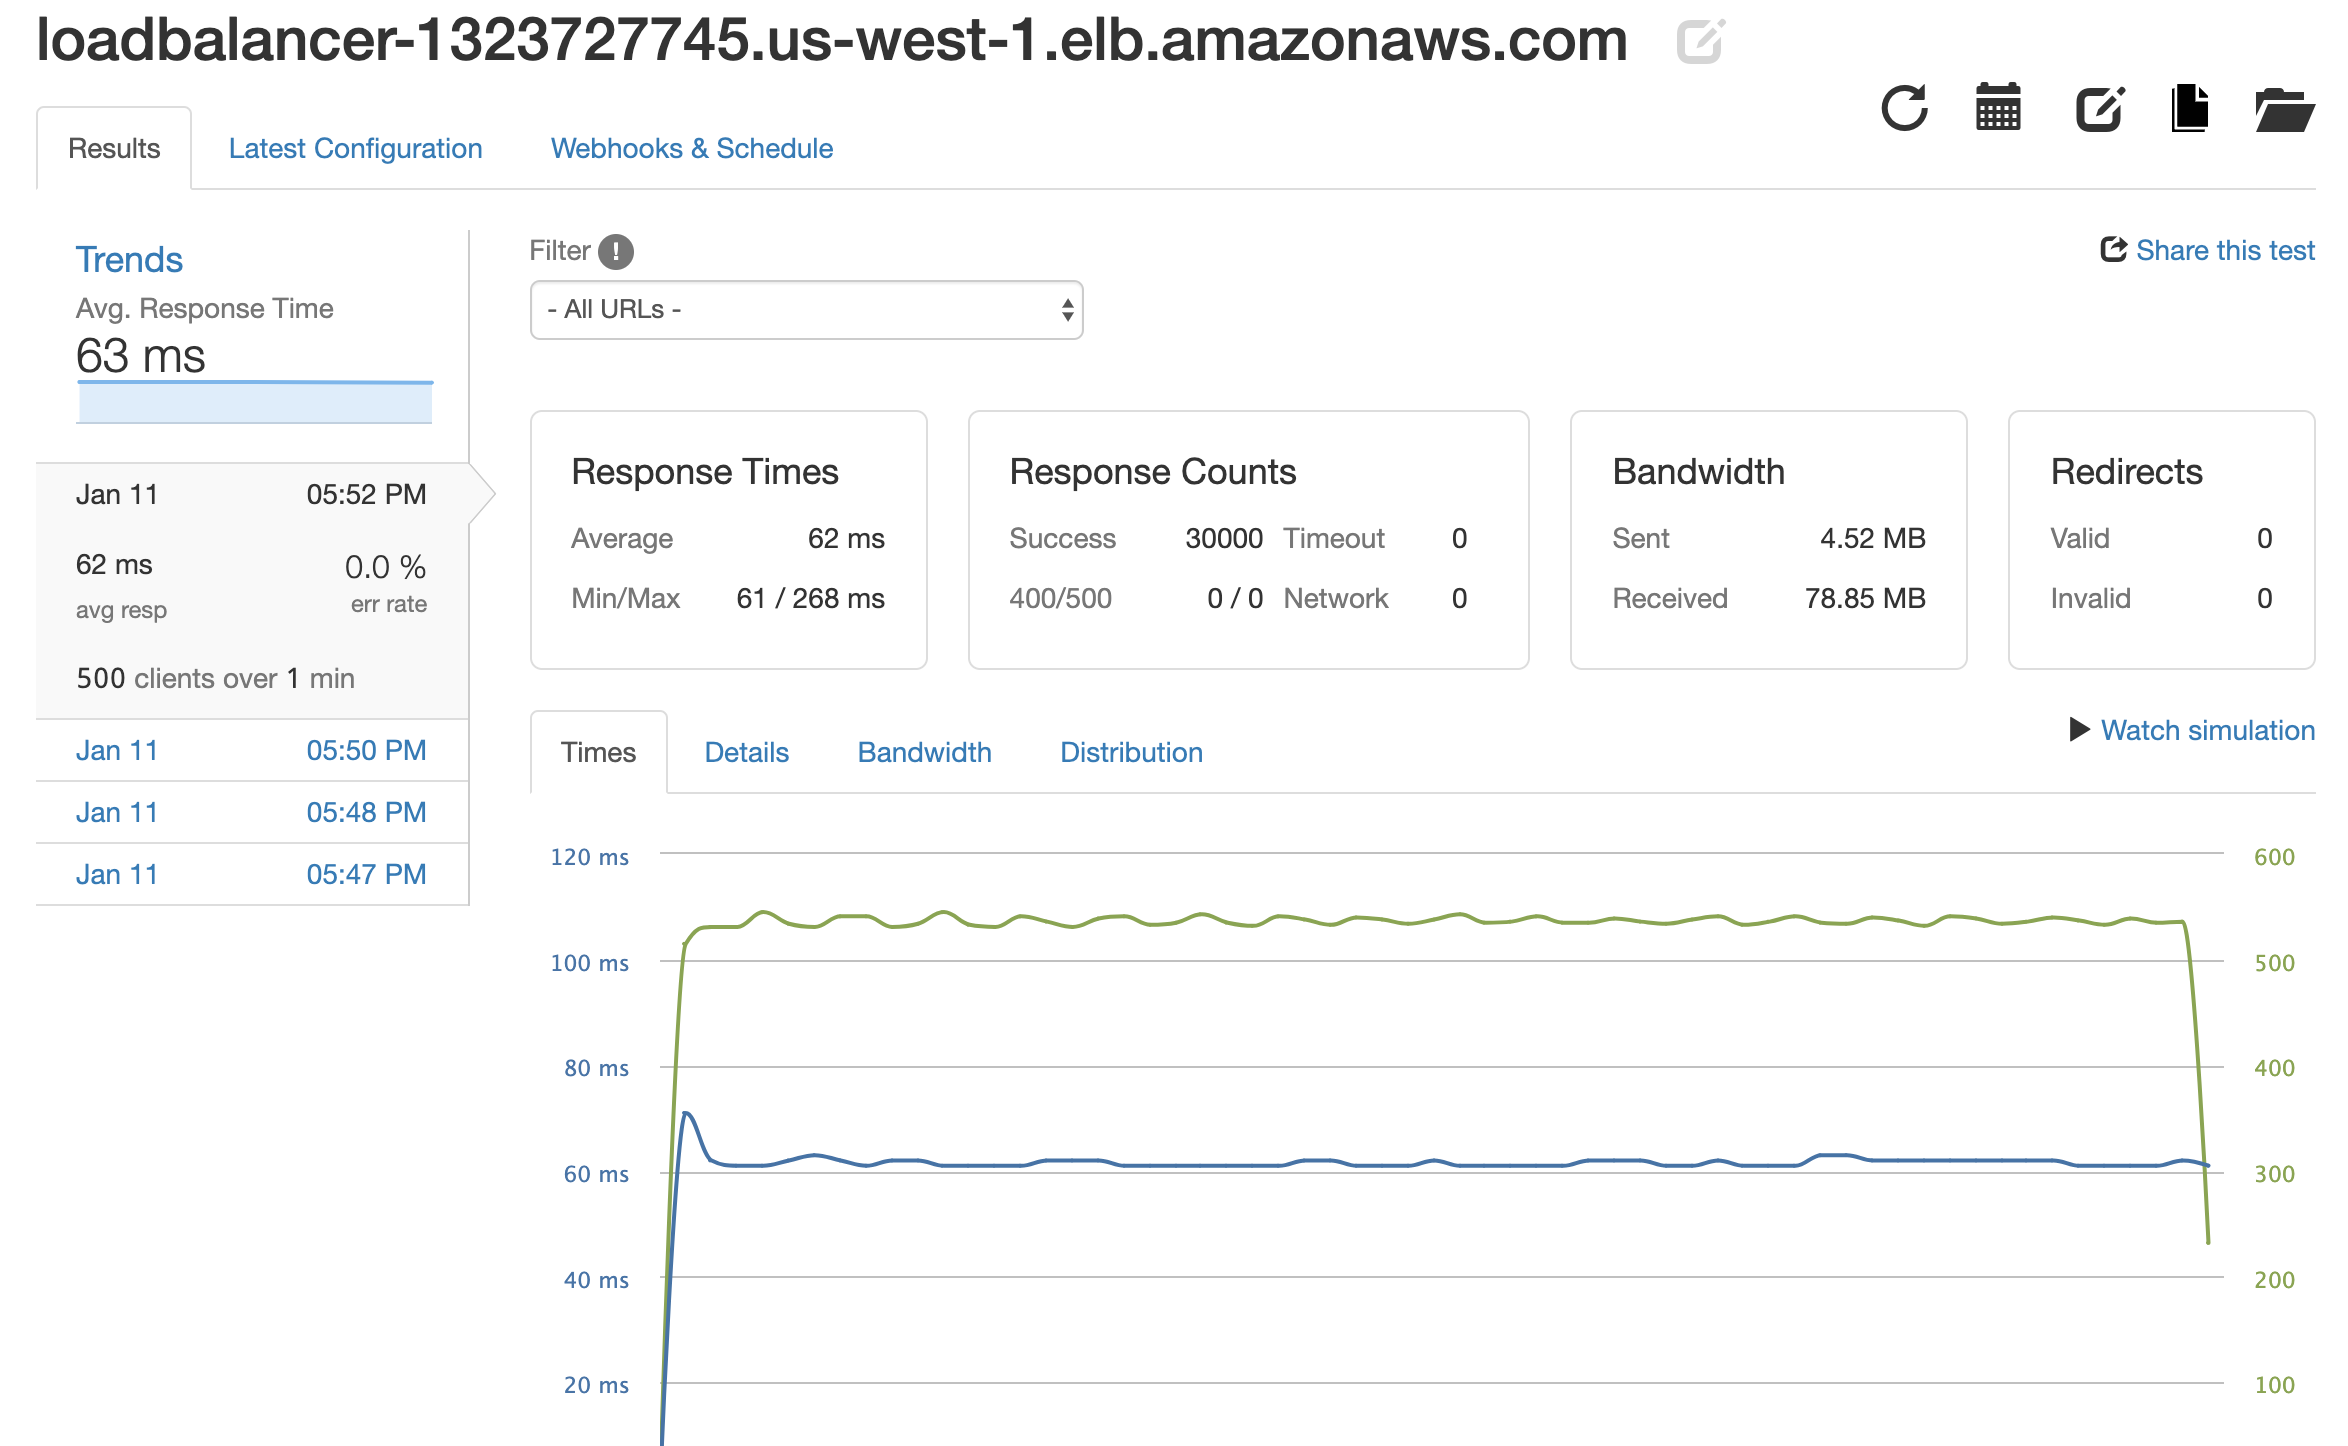 loadbalancer-1323727745.us-west-1.elb.amazonaws.com
Results Latest Configuration Webhooks & Schedule
Trends
Avg. Response Time
63 ms
Jan 11 05:52 PM
62 ms 0.0 %
avg resp err rate
500 clients over 1 min
Jan 11 05:50 PM
Jan 11 05:48 PM
Jan 11 05:47 PM
Filter !
Share this test
- All URLs -
Response Times
Average 62 ms
Min/Max 61 / 268 ms
Response Counts
Success 30000 Timeout 0
400/500 0 / 0 Network 0
Bandwidth
Sent 4.52 MB
Received 78.85 MB
Redirects
Valid 0
Invalid 0
Times Details Bandwidth Distribution
Watch simulation
120 ms 600
100 ms 500
80 ms 400
60 ms 300
40 ms 200
20 ms 100